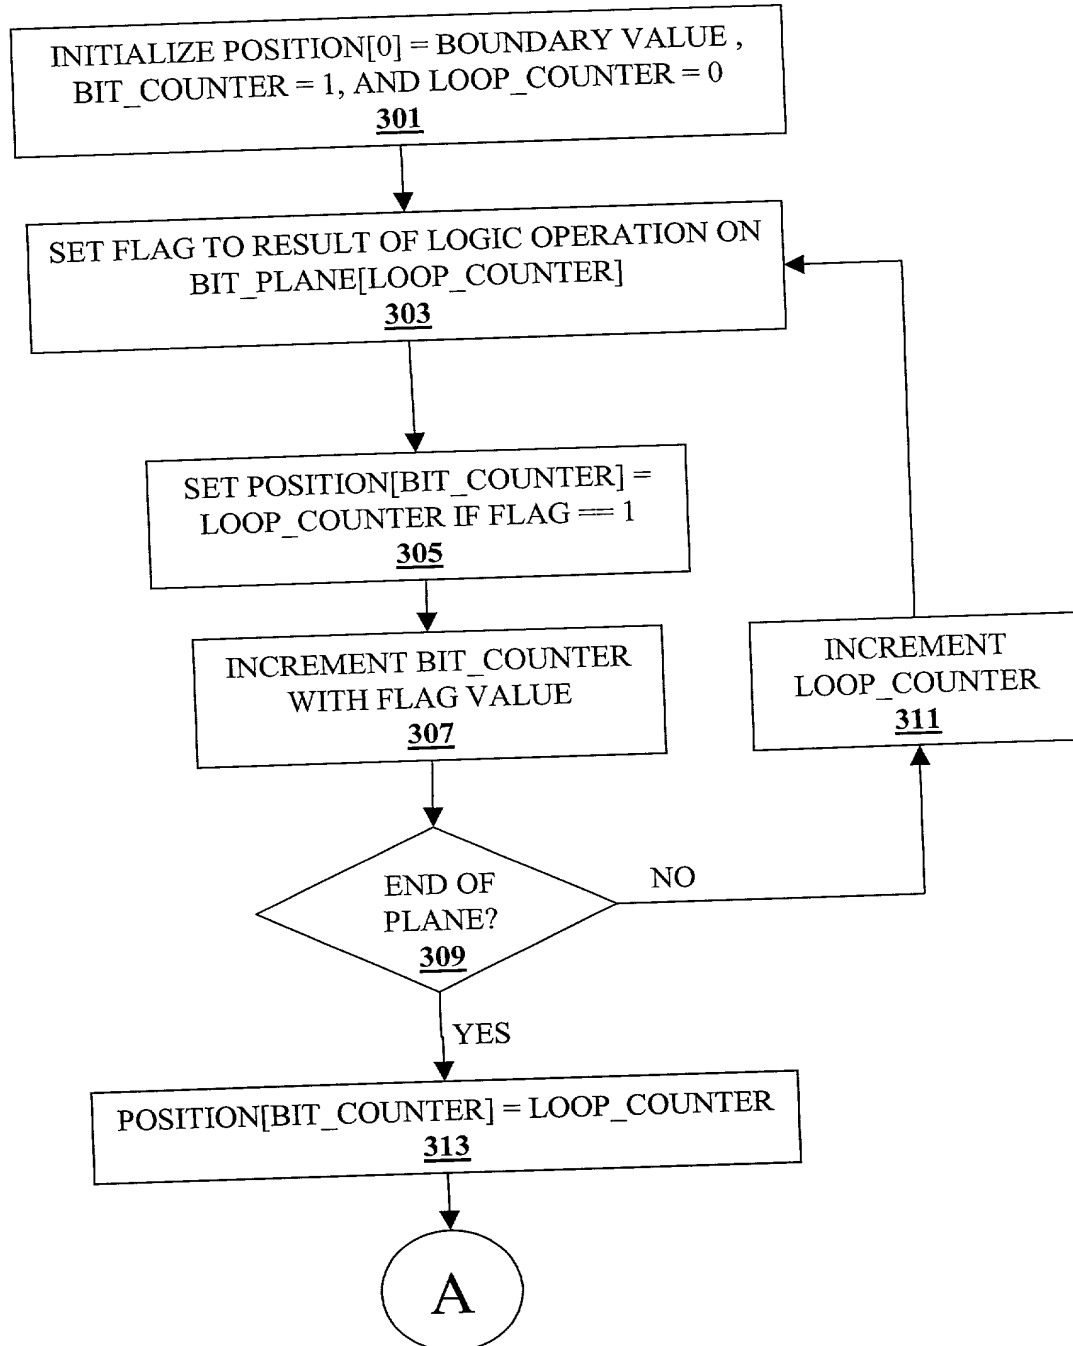 INITIALIZE POSITION[0] = BOUNDARY VALUE ,
BIT_COUNTER = 1, AND LOOP_COUNTER = 0
301
SET FLAG TO RESULT OF LOGIC OPERATION ON
BIT_PLANE[LOOP_COUNTER]
303
SET POSITION[BIT_COUNTER] =
LOOP_COUNTER IF FLAG == 1
305
INCREMENT BIT_COUNTER
WITH FLAG VALUE
307
INCREMENT
LOOP_COUNTER
311
END OF
PLANE?
309
NO
YES
POSITION[BIT_COUNTER] = LOOP_COUNTER
313
A